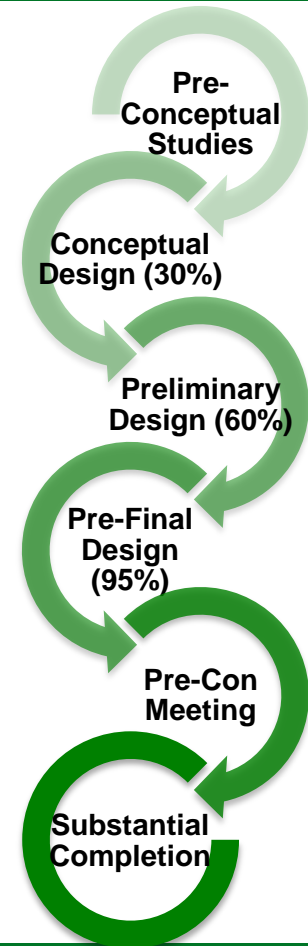 Pre-
Conceptual
Studies
Conceptual
Design (30%)
Preliminary
Design (60%)
Pre-Final
Design
(95%)
Pre-Con
Meeting
Substantial
Completion